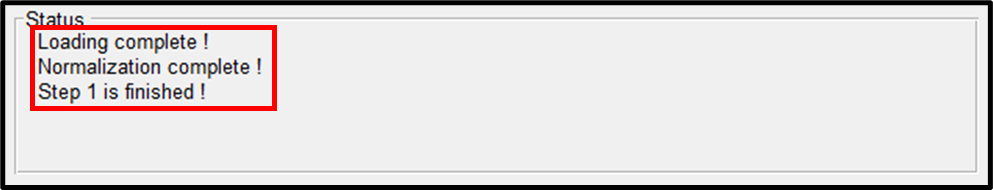 Status
Loading complete !
Normalization complete !
Step 1 is finished !